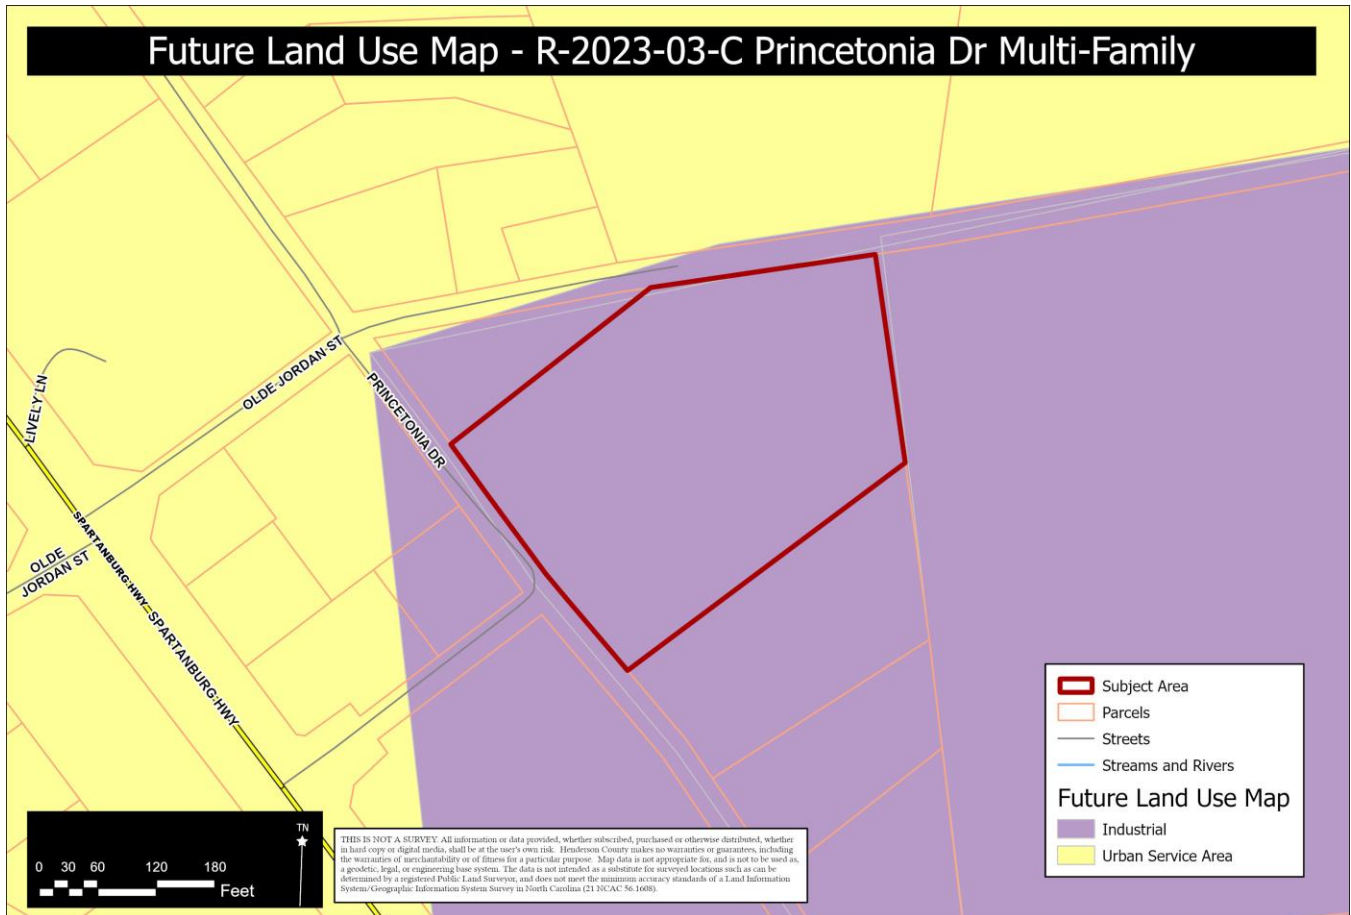 Future Land Use Map - R-2023-03-C Princetonia Dr Multi-Family
LIVELY LN
OLDE-JORDAN-ST
PRINCETONIA DR
OLDE
JORDAN ST
SPARTANBURG-HWY
SPARTANBURG-HWY
Subject Area
Parcels
Streets
Streams and Rivers
Future Land Use Map
Industrial
Urban Service Area
TN
0 30 60 120 180
Feet
THIS IS NOT A SURVEY. All information or data provided, whether subscribed, purchased or otherwise distributed, whether
in hard copy or digital media, shall be at the user's own risk. Henderson County makes no warranties or guarantees, including
the warranties of merchantability or of fitness for a particular purpose. Map data is not appropriate for, and is not to be used as,
a geodetic, legal, or engineering base system. The data is not intended as a substitute for surveyed locations such as can be
determined by a registered Public Land Surveyor, and does not meet the minimum accuracy standards of a Land Information
System/Geographic Information System Survey in North Carolina (21 NCAC 56.1608).